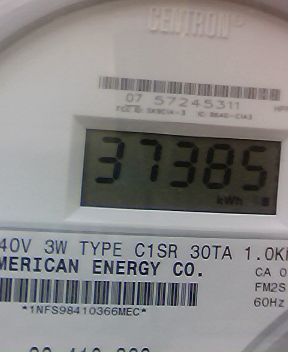 CENTRON®
07 57245311
37385
kWh
40V 3W TYPE C1SR 30TA 1.0K
MERICAN ENERGY CO.
CA 0
FM2S
60Hz
*1NFS98410366MEC*